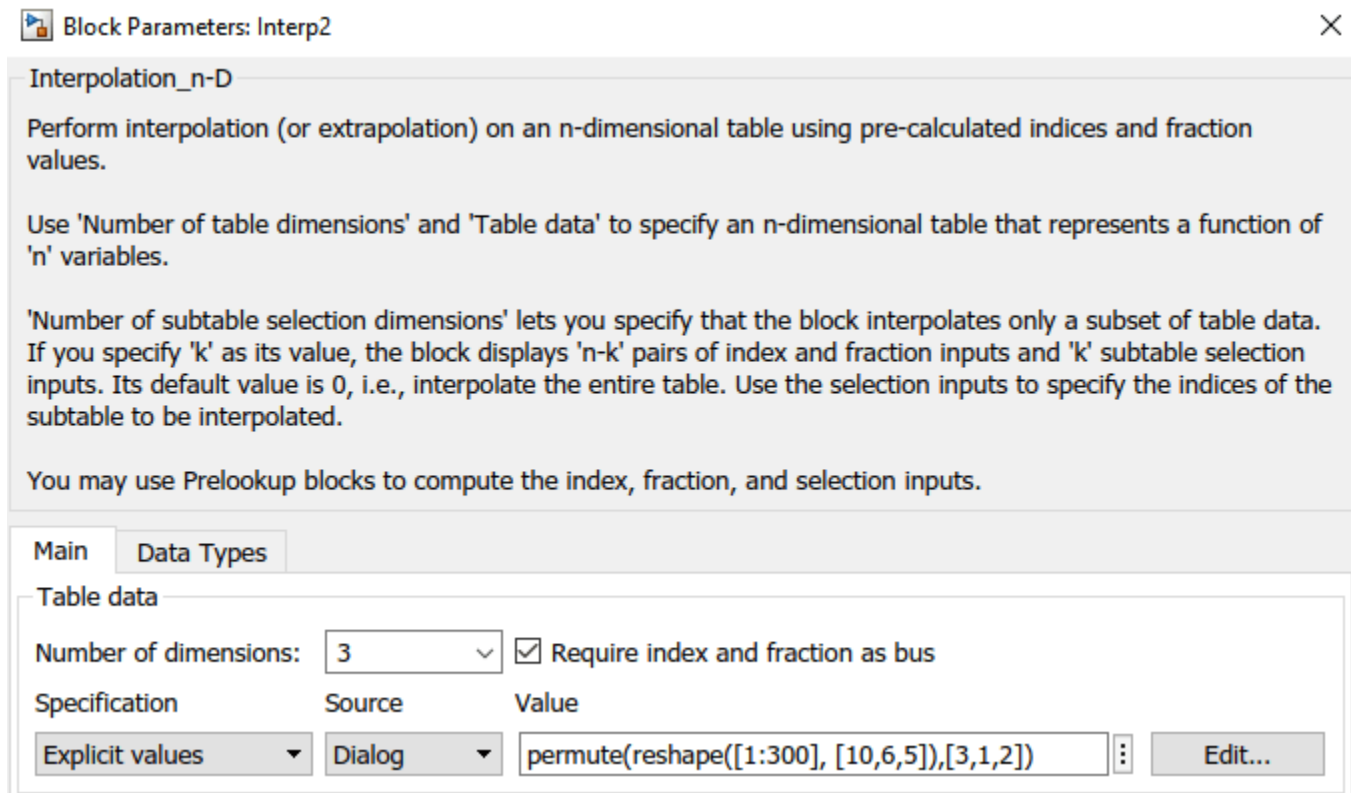 Block Parameters: Interp2
Interpolation_n-D
Perform interpolation (or extrapolation) on an n-dimensional table using pre-calculated indices and fraction
values.
Use 'Number of table dimensions' and 'Table data' to specify an n-dimensional table that represents a function of
'n' variables.
'Number of subtable selection dimensions' lets you specify that the block interpolates only a subset of table data.
If you specify 'k' as its value, the block displays 'n-k' pairs of index and fraction inputs and 'k' subtable selection
inputs. Its default value is 0, i.e., interpolate the entire table. Use the selection inputs to specify the indices of the
subtable to be interpolated.
You may use Prelookup blocks to compute the index, fraction, and selection inputs.
Main Data Types
Table data
Number of dimensions: 3 Require index and fraction as bus
Specification Source Value
Explicit values Dialog permute(reshape([1:300], [10,6,5]),[3,1,2]) Edit...